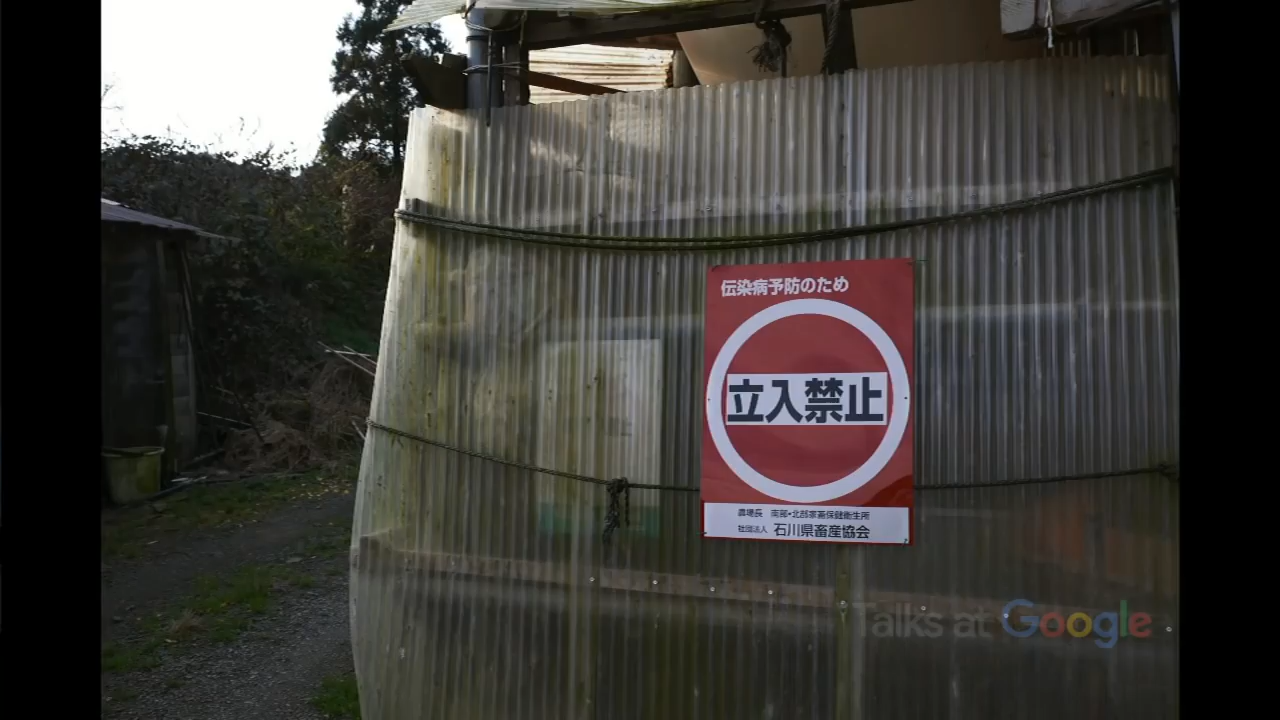 伝染病予防のため
立入禁止
農場長 南部・北部家畜保健衛生所
社団法人 石川県畜産協会
Talks at Google